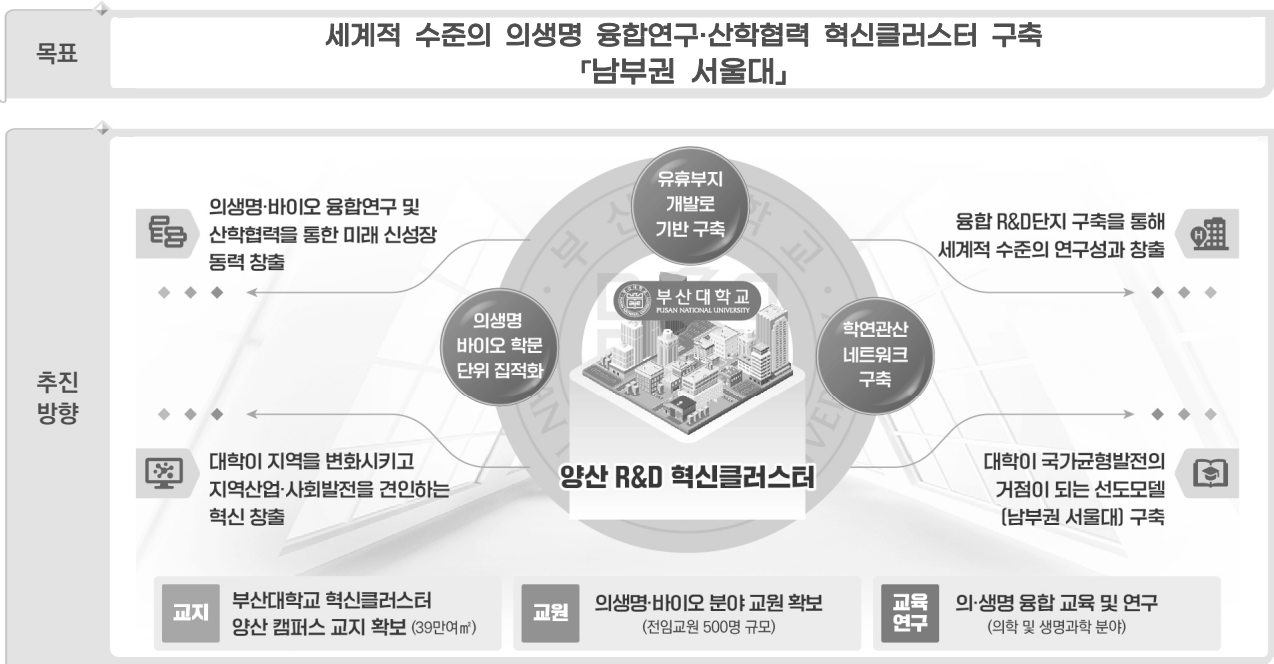 목표
세계적 수준의 의생명 융합연구·산학협력 혁신클러스터 구축
「남부권 서울대」
추진
방향
의생명·바이오 융합연구 및
산학협력을 통한 미래 신성장
동력 창출
유휴부지
개발로
기반 구축
융합 R&D단지 구축을 통해
세계적 수준의 연구성과 창출
H
부산대학교
PUSAN NATIONAL UNIVERSITY
의생명
바이오 학문
단위 집적화
학연관산
네트워크
구축
양산 R&D 혁신클러스터
대학이 지역을 변화시키고
지역산업·사회발전을 견인하는
혁신 창출
대학이 국가균형발전의
거점이 되는 선도모델
(남부권 서울대) 구축
교지
부산대학교 혁신클러스터
양산 캠퍼스 교지 확보 (39만여㎡)
교원
의생명·바이오 분야 교원 확보
(전임교원 500명 규모)
교육
연구
의·생명 융합 교육 및 연구
(의학 및 생명과학 분야)